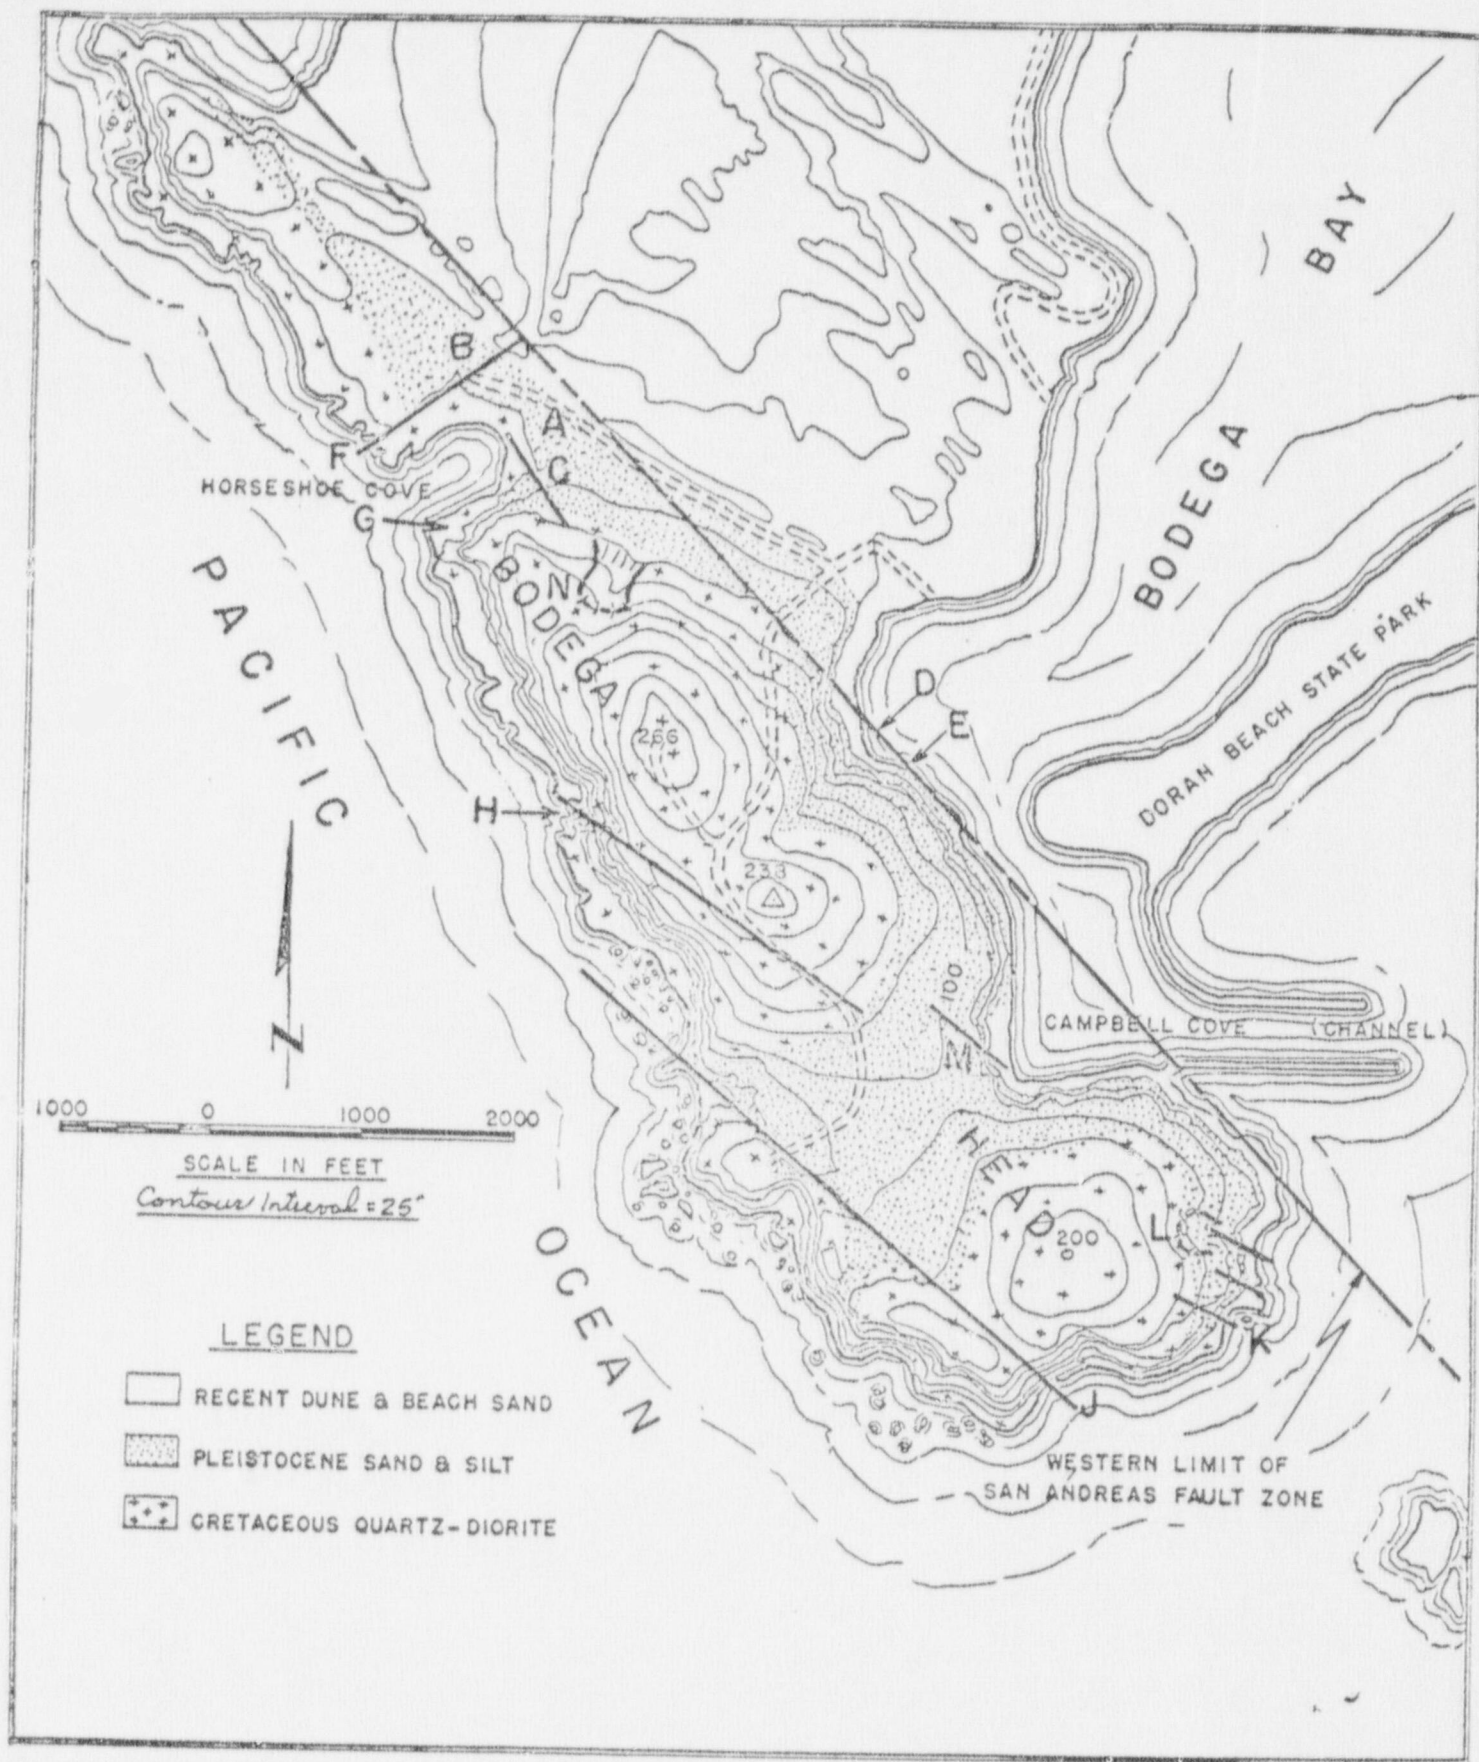 BODEGA BAY
B
A
F
C
HORSESHOE COVE
G
BODEGA
N
PACIFIC
D
E
DORAN BEACH STATE PARK
266
H
238
100
CAMPBELL COVE (CHANNEL)
M
N
1000 0 1000 2000
SCALE IN FEET
Contour Interval = 25'
HEAD
L
200
OCEAN
K
J
LEGEND
RECENT DUNE & BEACH SAND
PLEISTOCENE SAND & SILT
CRETACEOUS QUARTZ-DIORITE
WESTERN LIMIT OF
SAN ANDREAS FAULT ZONE